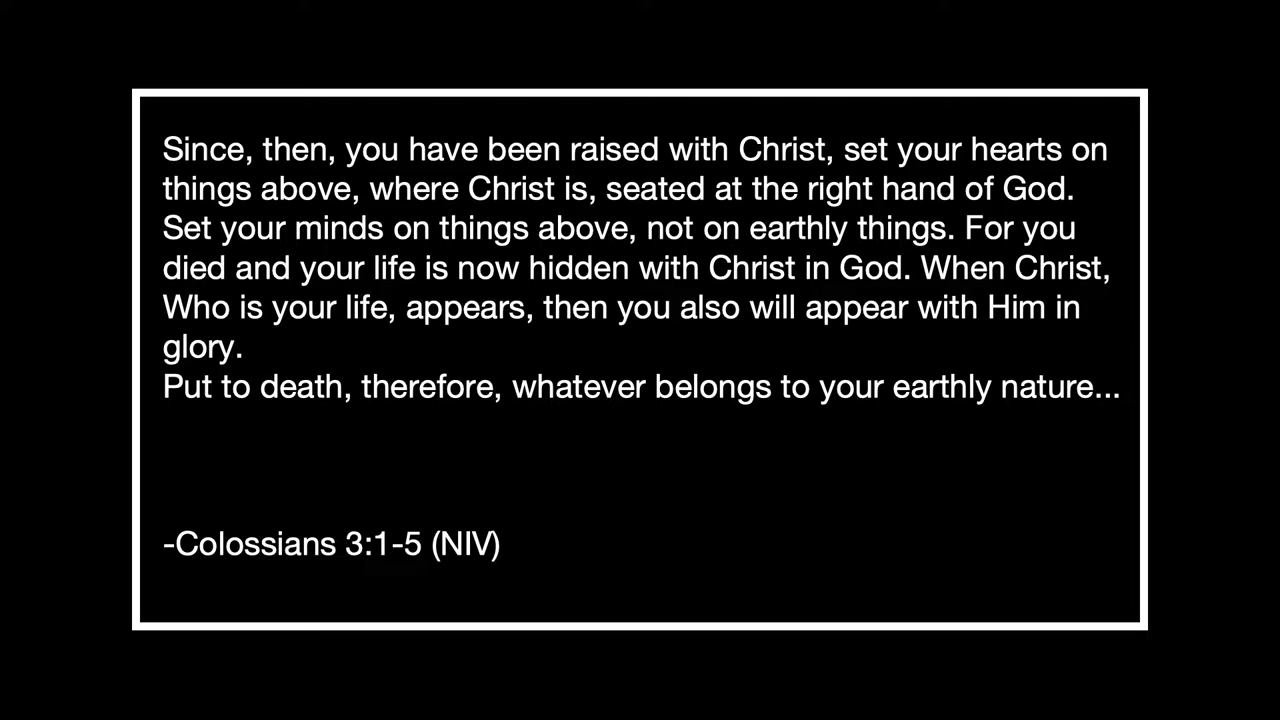 Since, then, you have been raised with Christ, set your hearts on
things above, where Christ is, seated at the right hand of God.
Set your minds on things above, not on earthly things. For you
died and your life is now hidden with Christ in God. When Christ,
Who is your life, appears, then you also will appear with Him in
glory.
Put to death, therefore, whatever belongs to your earthly nature...
-Colossians 3:1-5 (NIV)